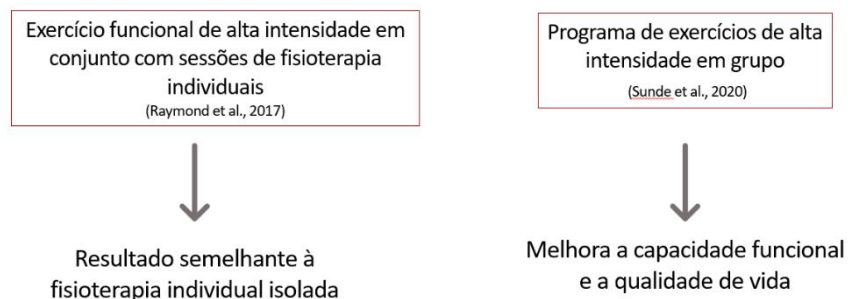 Exercício funcional de alta intensidade em
conjunto com sessões de fisioterapia
individuais
(Raymond et al., 2017)
Resultado semelhante à
fisioterapia individual isolada
Programa de exercícios de alta
intensidade em grupo
(Sunde et al., 2020)
Melhora a capacidade funcional
e a qualidade de vida